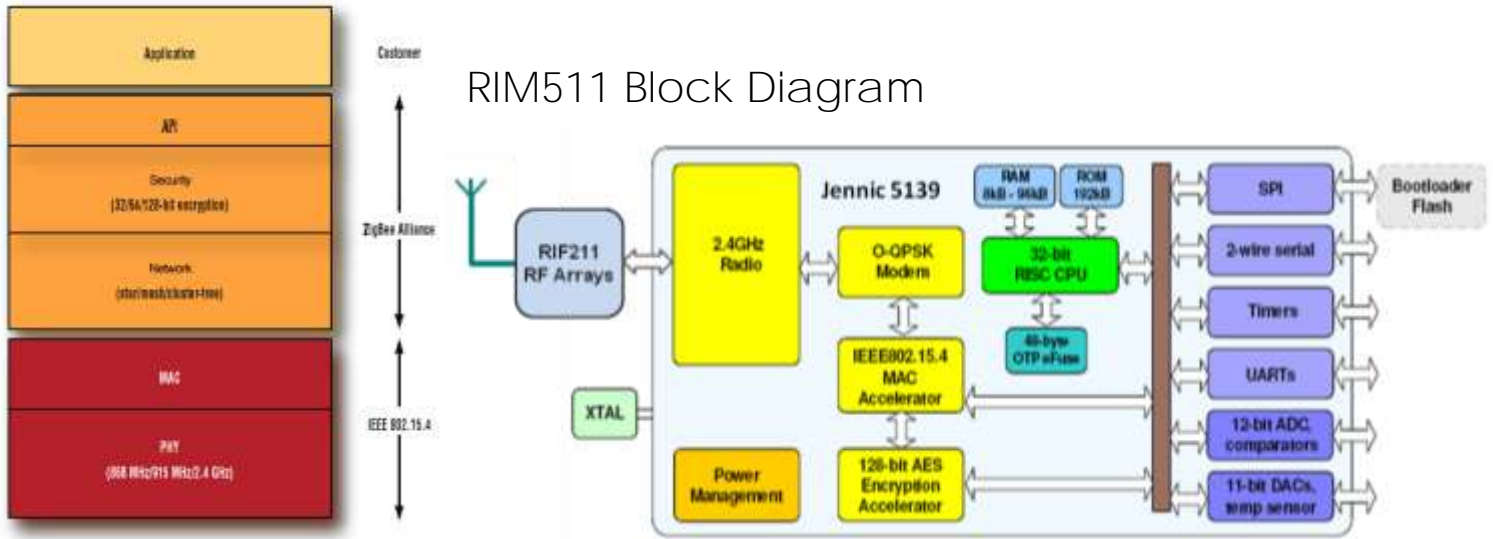 Application
Customer
API
Security
(32/64/128-bit encryption)
ZigBee Alliance
Network
(star/mesh/cluster-tree)
MAC
IEEE 802.15.4
PHY
(868 MHz/915 MHz/2.4 GHz)
RIM511 Block Diagram
RIF211
RF Arrays
XTAL
Jennic 5139
2.4GHz
Radio
O-QPSK
Modem
IEEE802.15.4
MAC
Accelerator
128-bit AES
Encryption
Accelerator
Power
Management
RAM
8kB - 96kB
ROM
192kB
32-bit
RISC CPU
48-byte
OTP eFuse
SPI
2-wire serial
Timers
UARTs
12-bit ADC,
comparators
11-bit DACs,
temp sensor
Bootloader
Flash